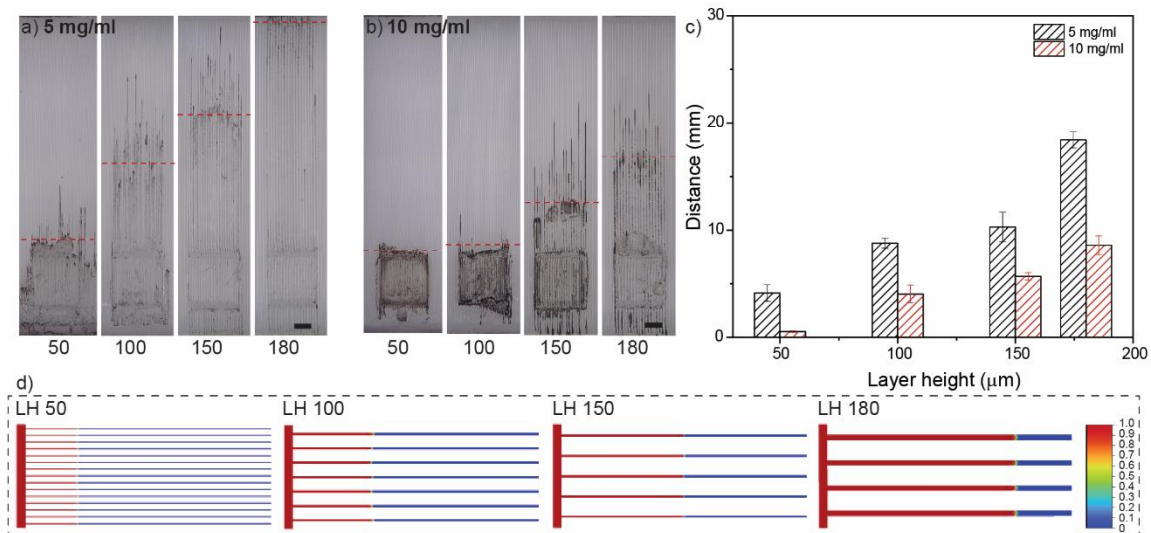 a) 5 mg/ml
50 100 150 180
b) 10 mg/ml
50 100 150 180
c)
5 mg/ml
10 mg/ml
30
20
10
0
Distance (mm)
50 100 150 200
Layer height (μm)
d)
LH 50 LH 100 LH 150 LH 180
1.0
0.9
0.8
0.7
0.6
0.5
0.4
0.3
0.2
0.1
0